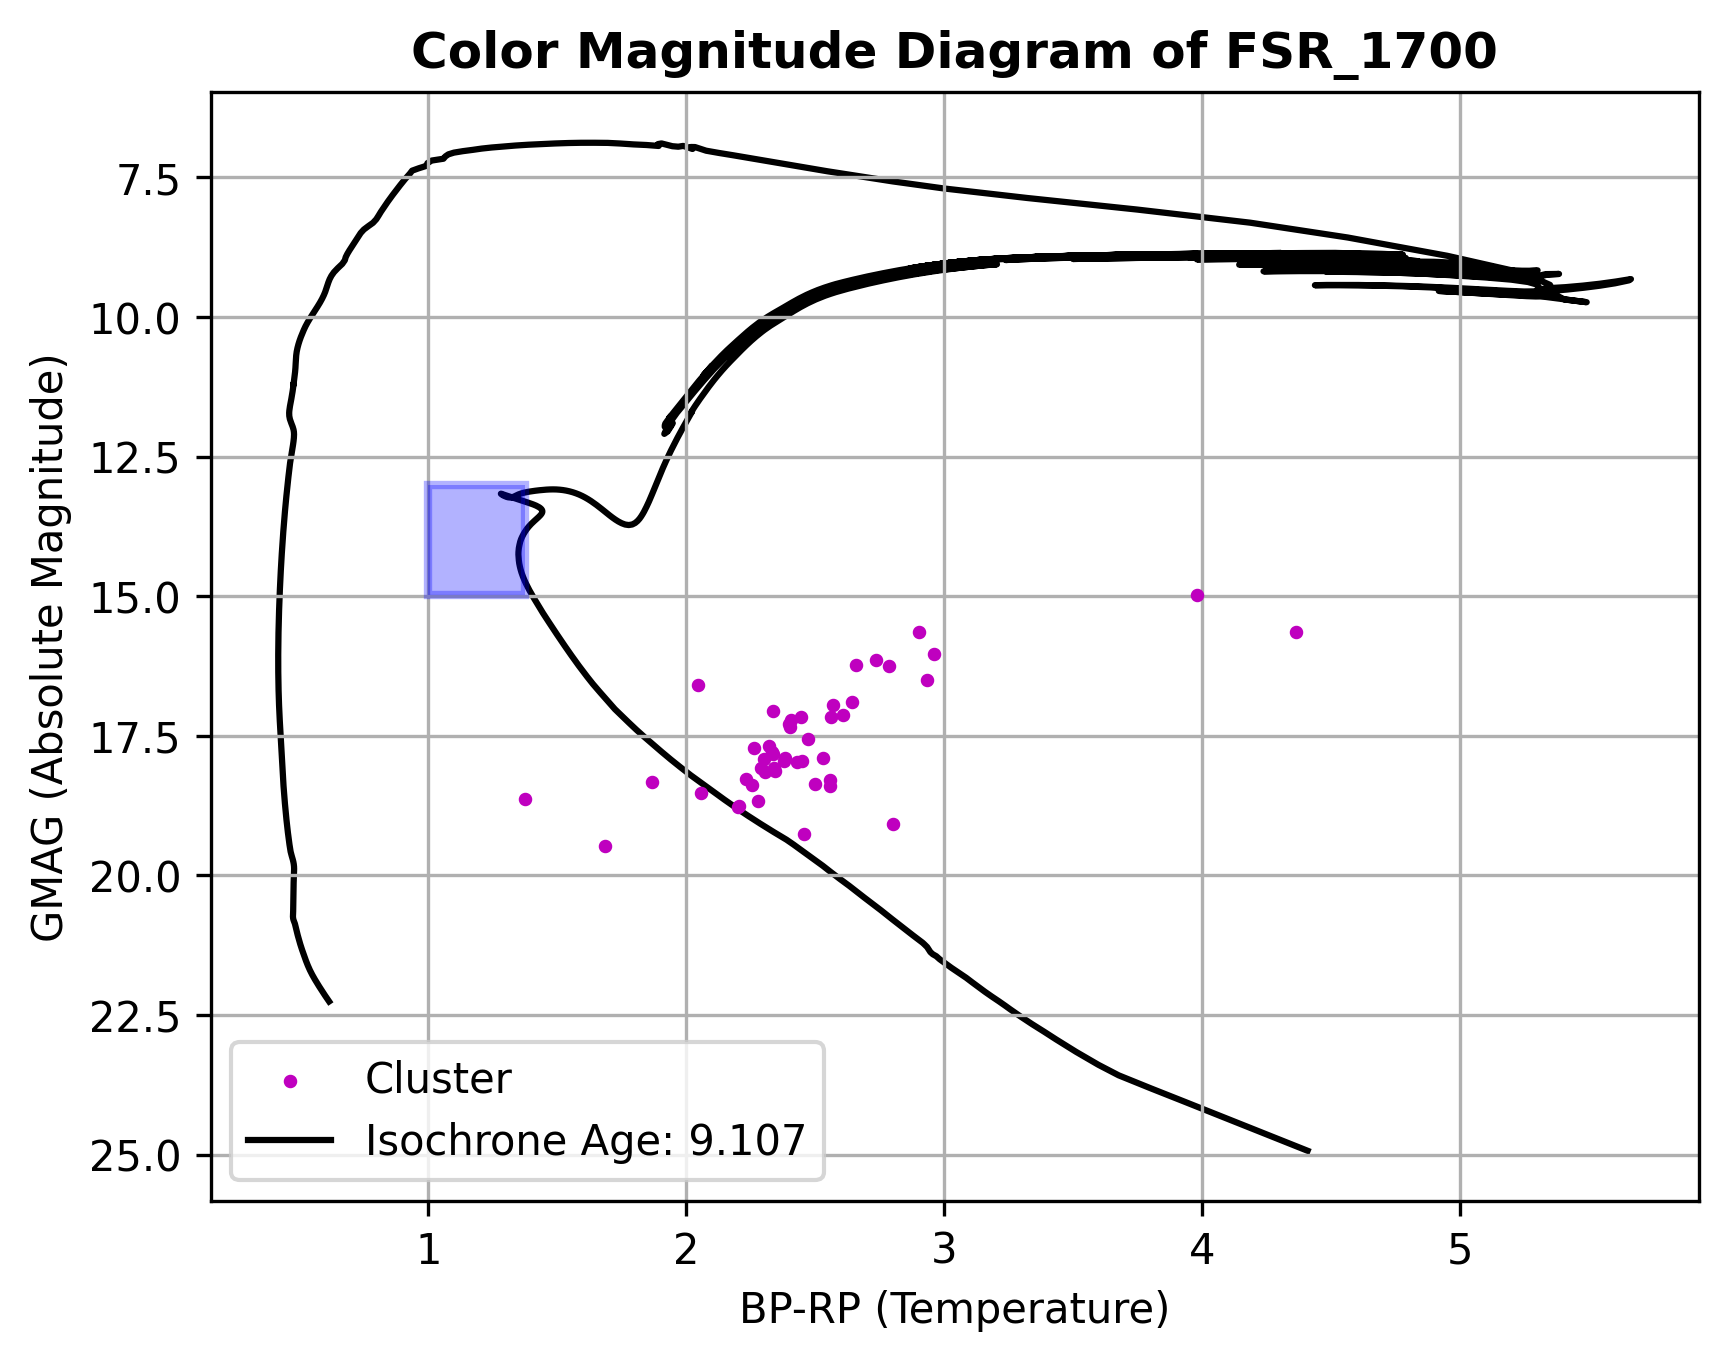 Color Magnitude Diagram of FSR_1700
GMAG (Absolute Magnitude)
7.5
10.0
12.5
15.0
17.5
20.0
22.5
25.0
Cluster
Isochrone Age: 9.107
1 2 3 4 5
BP-RP (Temperature)